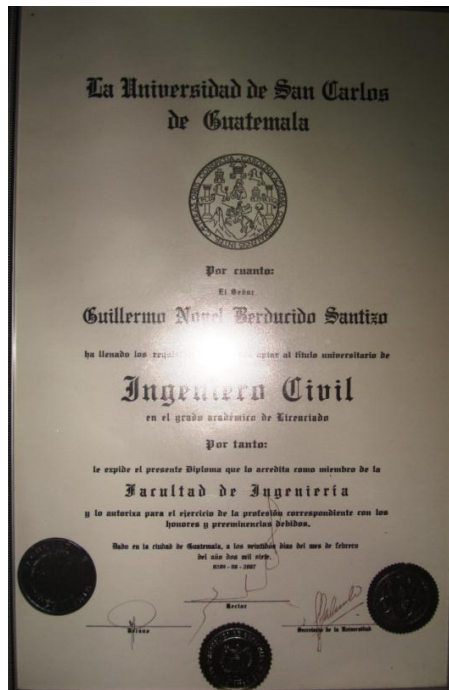 La Universidad de San Carlos
de Guatemala
Por cuanto:
El Señor
Guillermo Berducido Santizo
ha llenado los optar al título universitario de
Ingeniero Civil
en el grado académico de Licenciado
Por tanto:
le expide el presente Diploma que lo acredita como miembro de la
Facultad de Ingeniería
y lo autoriza para el ejercicio de la profesión correspondiente con los
honores y preeminencias debidos.
Dado en la ciudad de Guatemala, a los veintidós días del mes de febrero
del año dos mil siete.
Rector
Decano
Secretario de la Universidad